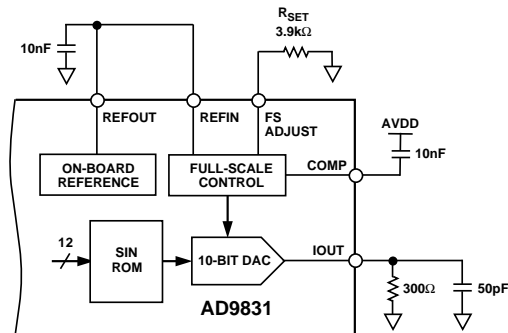 R_SET
3.9kΩ
10nF
REFOUT
REFIN
FS
ADJUST
AVDD
10nF
COMP
ON-BOARD
REFERENCE
FULL-SCALE
CONTROL
12
SIN
ROM
10-BIT DAC
IOUT
AD9831
300Ω
50pF